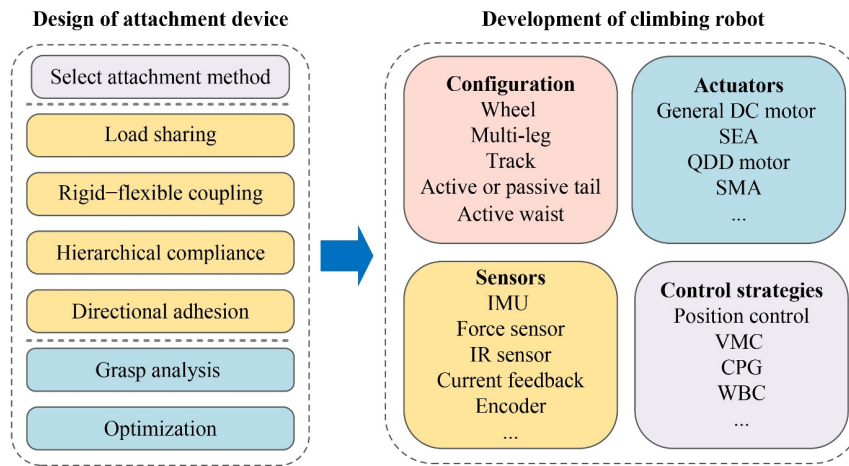 Design of attachment device
Select attachment method
Load sharing
Rigid−flexible coupling
Hierarchical compliance
Directional adhesion
Grasp analysis
Optimization
Development of climbing robot
Configuration
Wheel
Multi-leg
Track
Active or passive tail
Active waist
Actuators
General DC motor
SEA
QDD motor
SMA
...
Sensors
IMU
Force sensor
IR sensor
Current feedback
Encoder
...
Control strategies
Position control
VMC
CPG
WBC
...